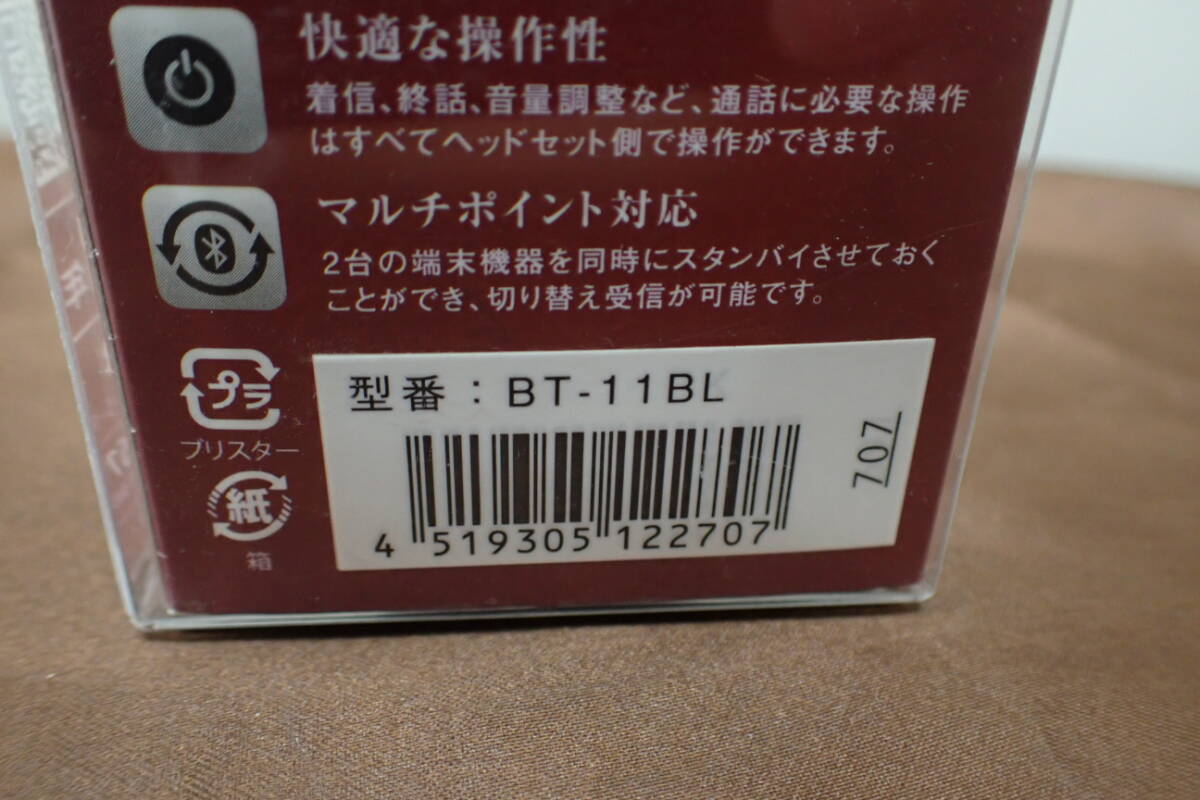 快適な操作性
着信、終話、音量調整など、通話に必要な操作
はすべてヘッドセット側で操作ができます。
マルチポイント対応
2台の端末機器を同時にスタンバイさせておく
ことができ、切り替え受信が可能です。
プラ
ブリスター
紙
箱
型番：BT-11BL
4 519305 122707
707